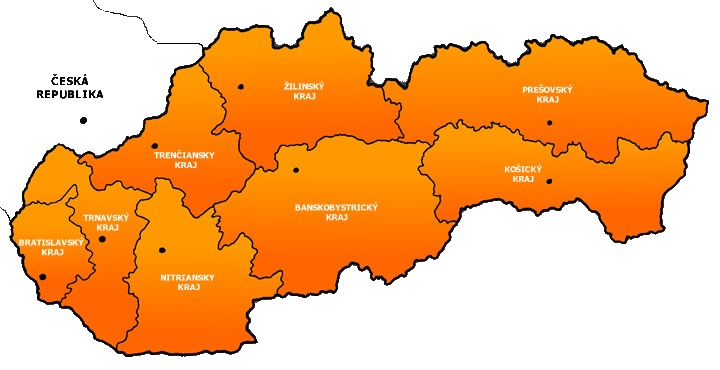 ČESKÁ
REPUBLIKA
ŽILINSKÝ
KRAJ
PREŠOVSKÝ
KRAJ
TRENČIANSKY
KRAJ
KOŠICKÝ
KRAJ
BANSKOBYSTRICKÝ
KRAJ
TRNAVSKÝ
KRAJ
BRATISLAVSKÝ
KRAJ
NITRIANSKY
KRAJ